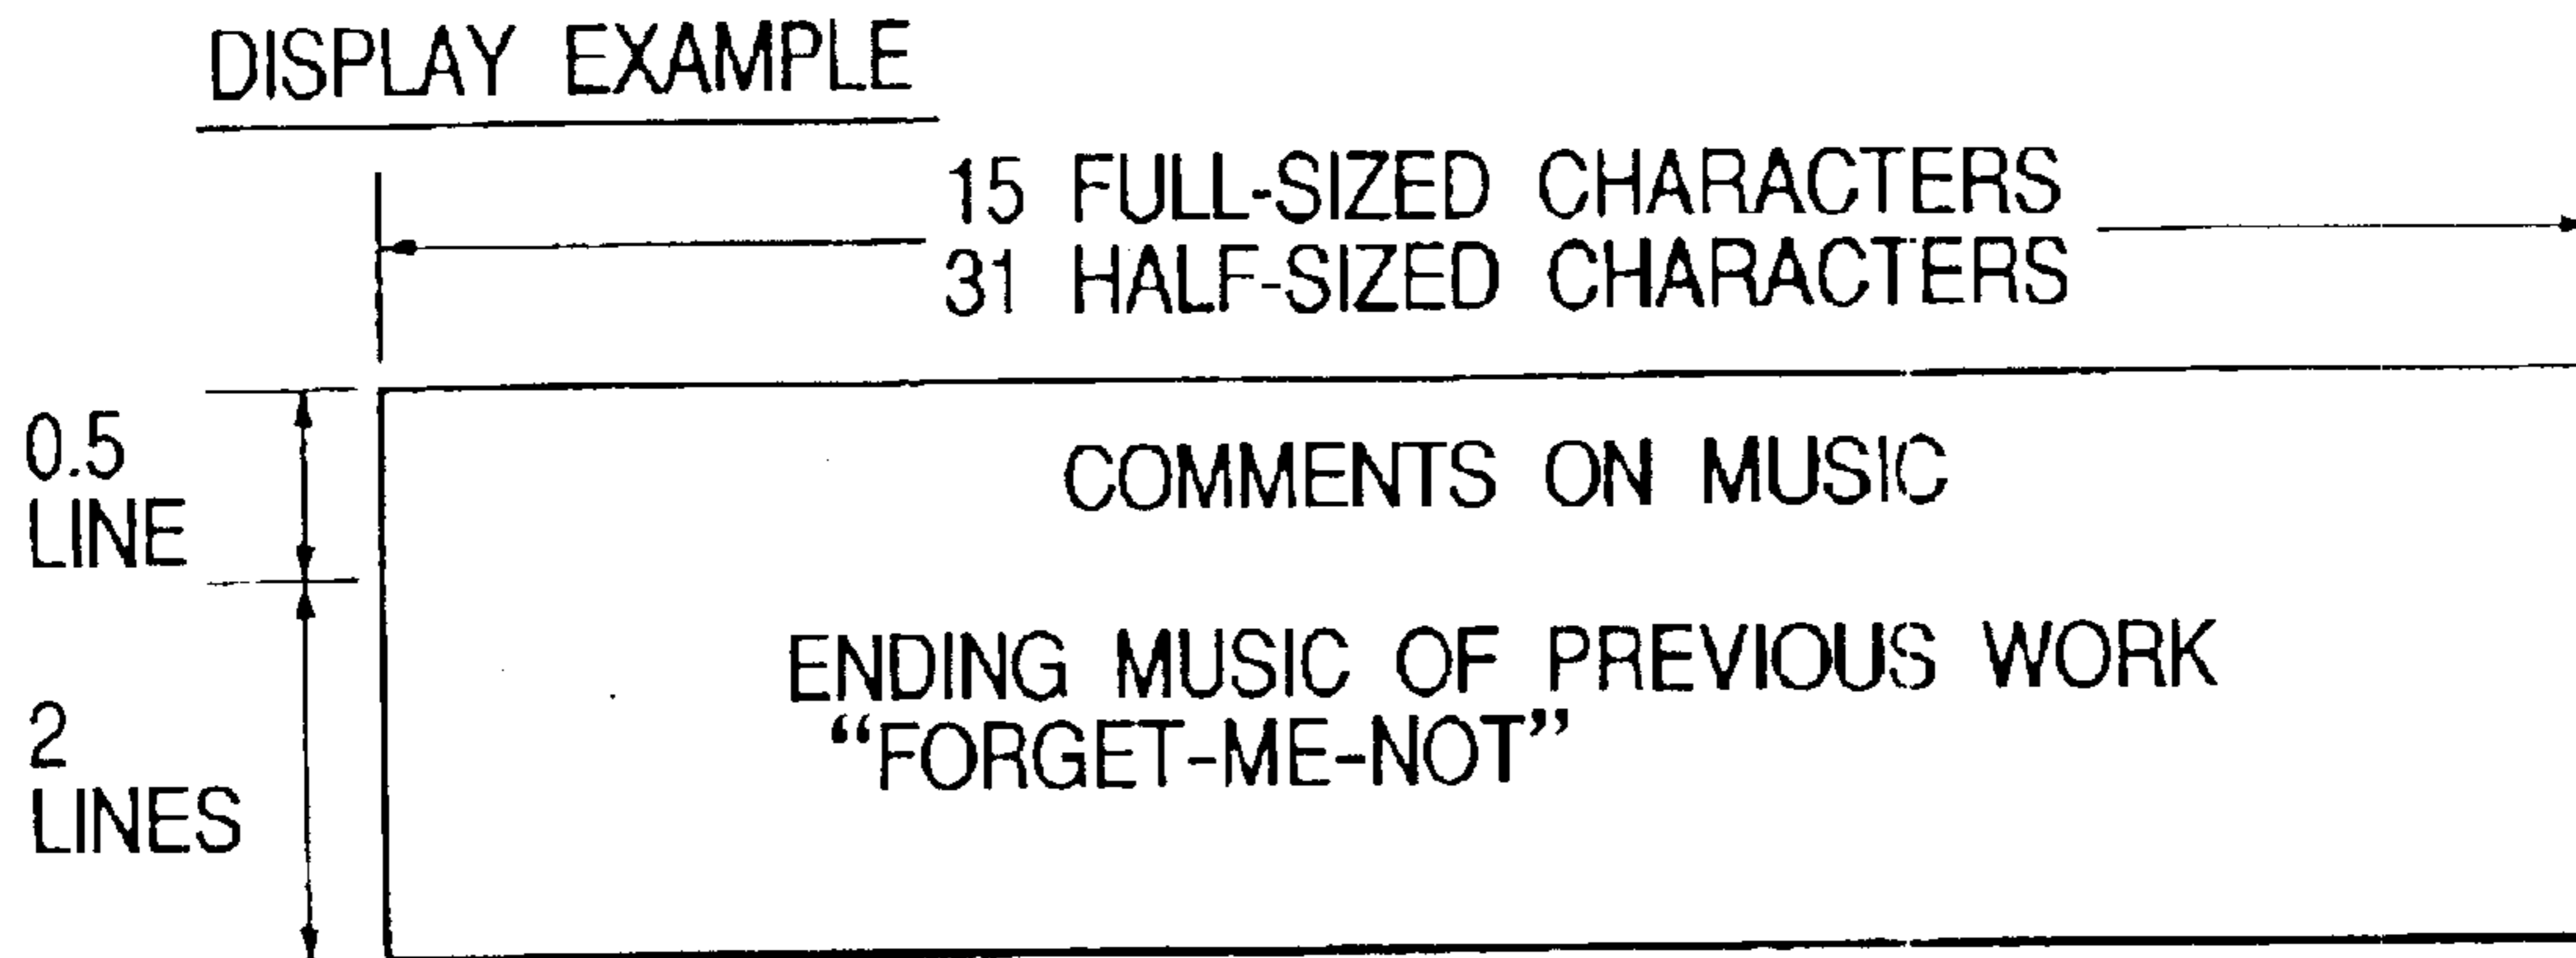 DISPLAY EXAMPLE
15 FULL-SIZED CHARACTERS
31 HALF-SIZED CHARACTERS
0.5
LINE
COMMENTS ON MUSIC
2
LINES
ENDING MUSIC OF PREVIOUS WORK
“FORGET-ME-NOT”